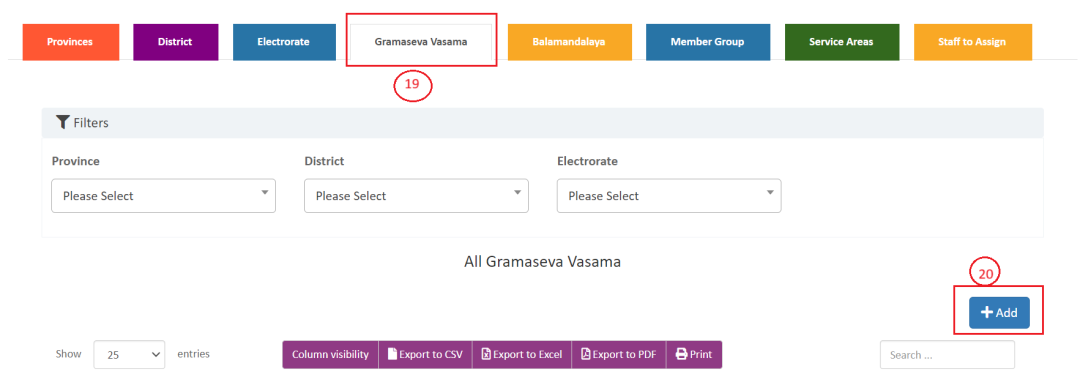 Provinces District Electrorate Gramaseva Vasama Balamandalaya Member Group Service Areas Staff to Assign
19
Filters
Province District Electrorate
Please Select Please Select Please Select
All Gramaseva Vasama
20
Add
Show 25 entries Column visibility Export to CSV Export to Excel Export to PDF Print Search ...